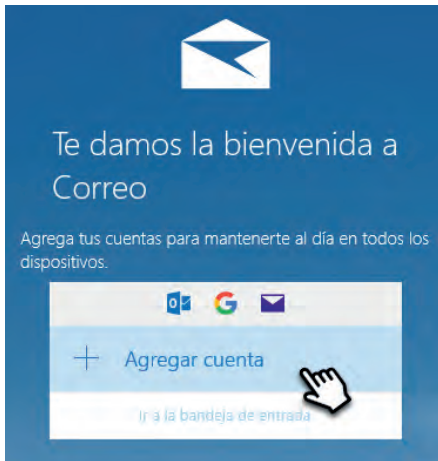 Te damos la bienvenida a
Correo
Agrega tus cuentas para mantenerte al día en todos los
dispositivos.
Agregar cuenta
Ir a la bandeja de entrada